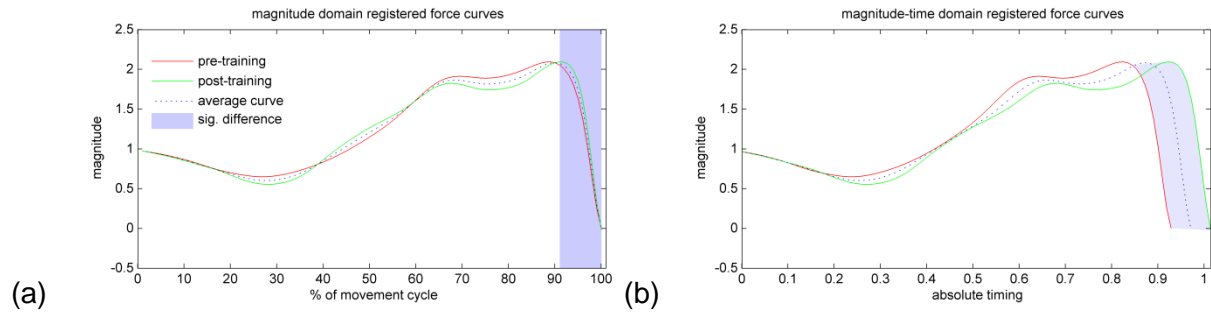 magnitude domain registered force curves
2.5
2
1.5
1
0.5
0
-0.5
magnitude
pre-training
post-training
average curve
sig. difference
0 10 20 30 40 50 60 70 80 90 100
% of movement cycle
(a)
magnitude-time domain registered force curves
2.5
2
1.5
1
0.5
0
-0.5
magnitude
0 0.1 0.2 0.3 0.4 0.5 0.6 0.7 0.8 0.9 1
absolute timing
(b)